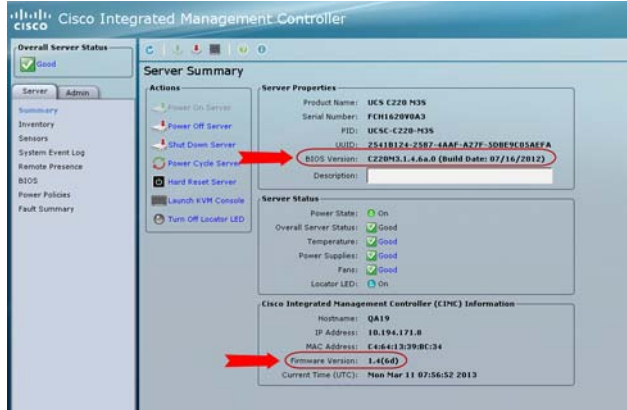 cisco Cisco Integrated Management Controller
Overall Server Status
Good
Server Admin
Summary
Inventory
Sensors
System Event Log
Remote Presence
BIOS
Power Policies
Fault Summary
Server Summary
Actions
Power On Server
Power Off Server
Shut Down Server
Power Cycle Server
Hard Reset Server
Launch KVM Console
Turn Off Locator LED
Server Properties
Product Name: UCS C220 M3S
Serial Number: FCH1620V0A3
PID: UCSC-C220-M3S
UUID: 2541B124-25B7-4AAF-A27F-5DBE9C05AEFA
BIOS Version: C220M3.1.4.6a.0 (Build Date: 07/16/2012)
Description:
Server Status
Power State: On
Overall Server Status: Good
Temperature: Good
Power Supplies: Good
Fans: Good
Locator LED: On
Cisco Integrated Management Controller (CIMC) Information
Hostname: QA19
IP Address: 10.194.171.8
MAC Address: C4:64:13:39:BC:34
Firmware Version: 1.4(6d)
Current Time (UTC): Mon Mar 11 07:56:52 2013